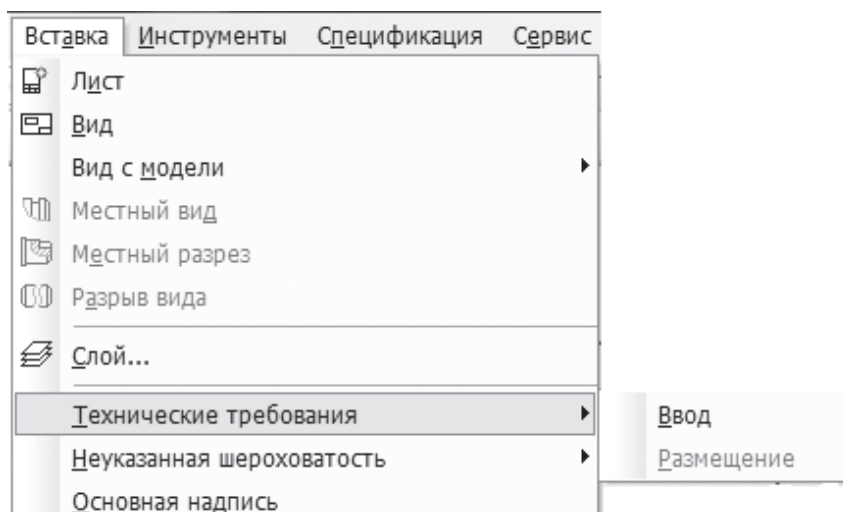 Вставка Инструменты Спецификация Сервис
Лист
Вид
Вид с модели
Местный вид
Местный разрез
Разрыв вида
Слой...
Технические требования
Ввод
Неуказанная шероховатость
Размещение
Основная надпись